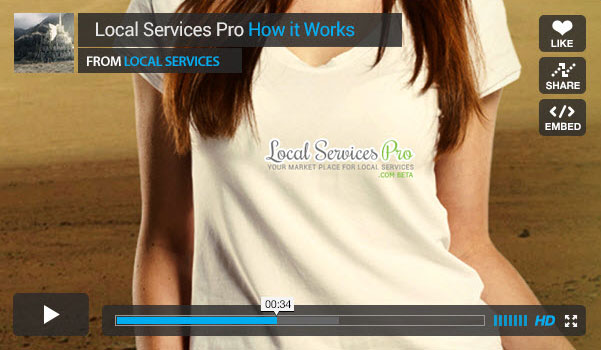 Local Services Pro How it Works
FROM LOCAL SERVICES
LIKE
SHARE
EMBED
Local Services Pro
YOUR MARKET PLACE FOR LOCAL SERVICES
.COM BETA
00:34
HD